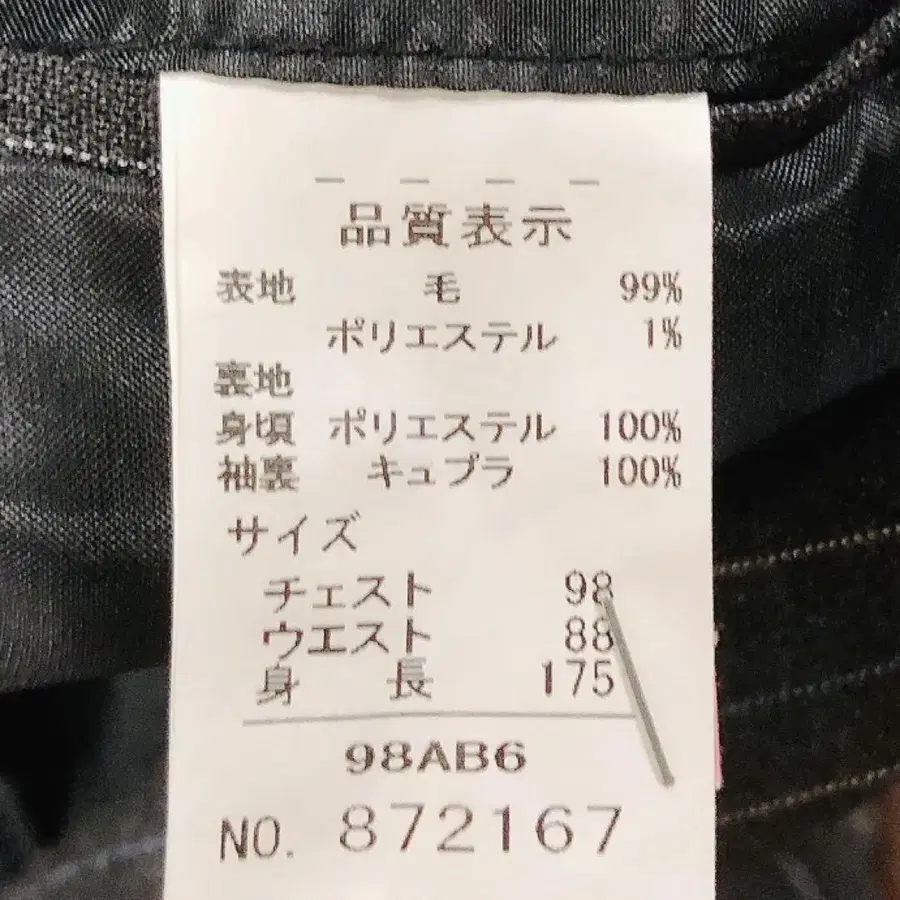 品質表示
表地 毛 99%
ポリエステル 1%
裏地
身頃 ポリエステル 100%
袖裏 キュプラ 100%
サイズ
チェスト 98
ウエスト 88
身長 175
98AB6
NO. 872167